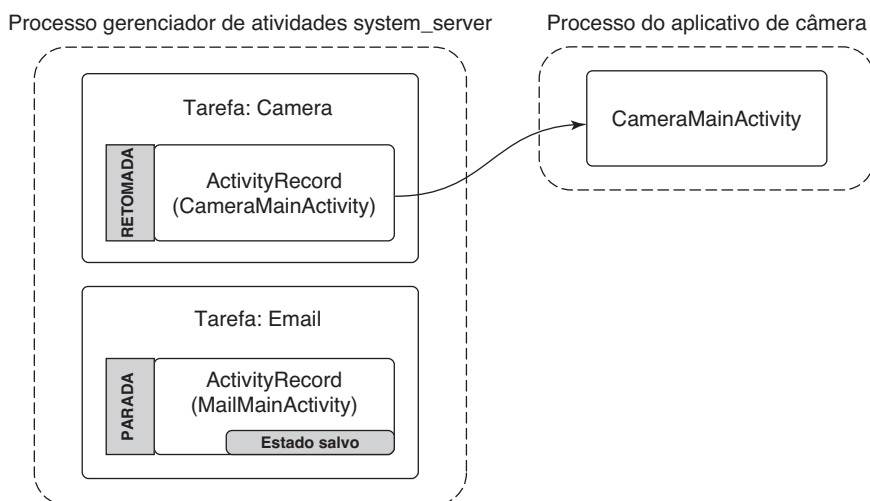 Processo gerenciador de atividades system_server
Processo do aplicativo de câmera
Tarefa: Camera
RETOMADA
ActivityRecord
(CameraMainActivity)
CameraMainActivity
Tarefa: Email
PARADA
ActivityRecord
(MailMainActivity)
Estado salvo